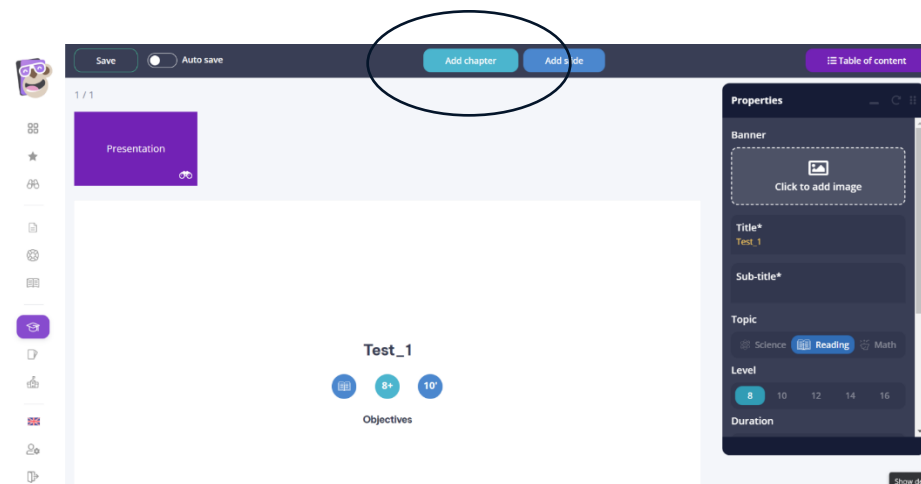 Save Auto save Add chapter Add slide Table of content
1 / 1
Presentation
Properties
Banner
Click to add image
Title*
Test_1
Sub-title*
Topic
Science Reading Math
Level
8 10 12 14 16
Duration
Test_1
8+ 10'
Objectives